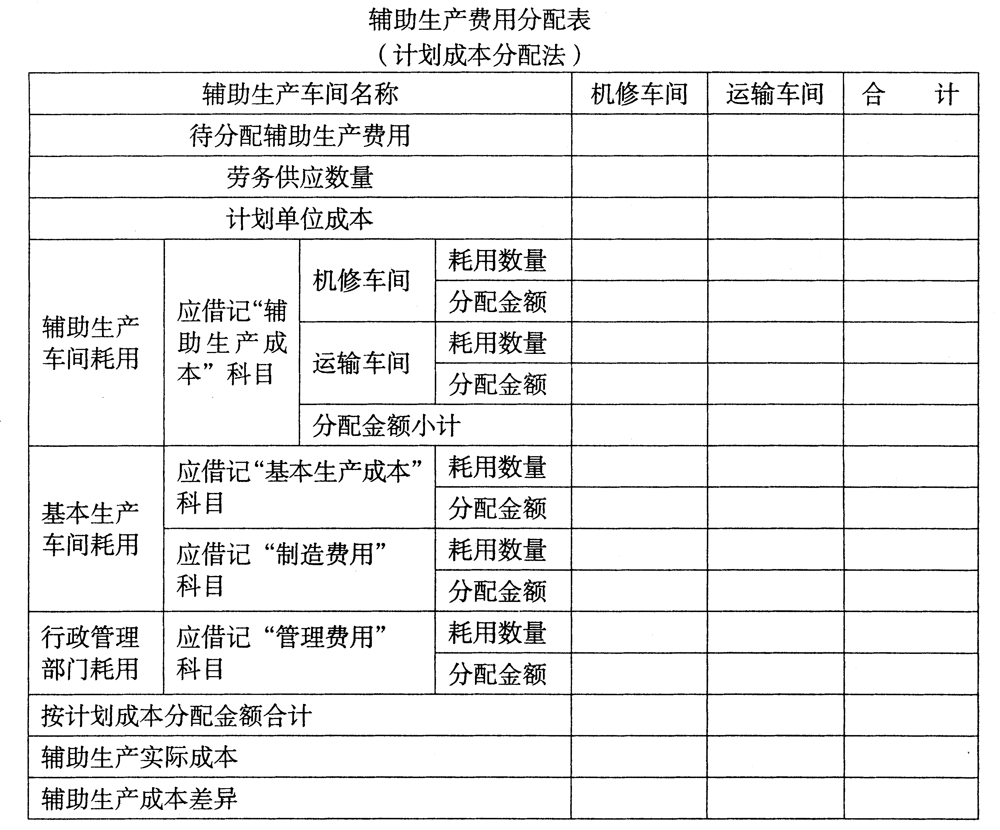 辅助生产费用分配表
（计划成本分配法）
辅助生产车间名称 机修车间 运输车间 合 计
待分配辅助生产费用
劳务供应数量
计划单位成本
辅助生产
车间耗用
应借记“辅
助生产成
本”科目
机修车间
耗用数量
分配金额
运输车间
耗用数量
分配金额
分配金额小计
基本生产
车间耗用
应借记“基本生产成本”
科目
耗用数量
分配金额
应借记“制造费用”
科目
耗用数量
分配金额
行政管理
部门耗用
应借记“管理费用”
科目
耗用数量
分配金额
按计划成本分配金额合计
辅助生产实际成本
辅助生产成本差异